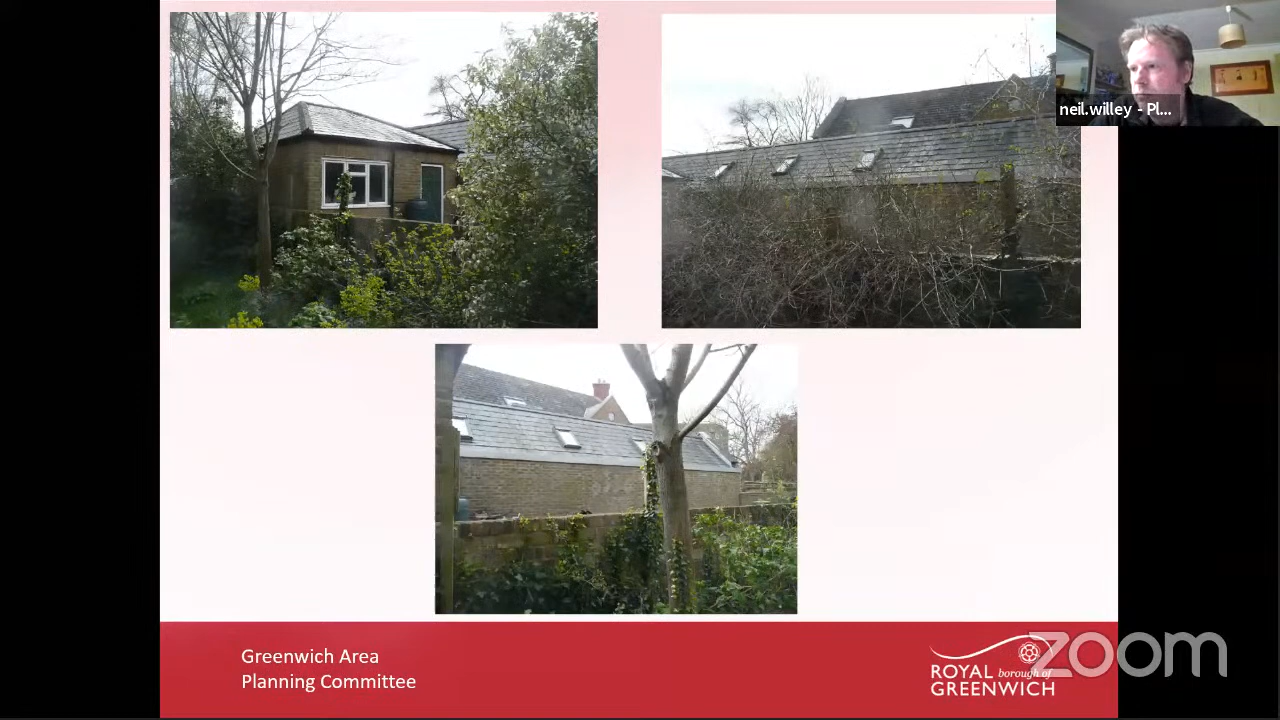 neil.willey - Pl...
Greenwich Area
Planning Committee
ROYAL borough of
GREENWICH
zoom